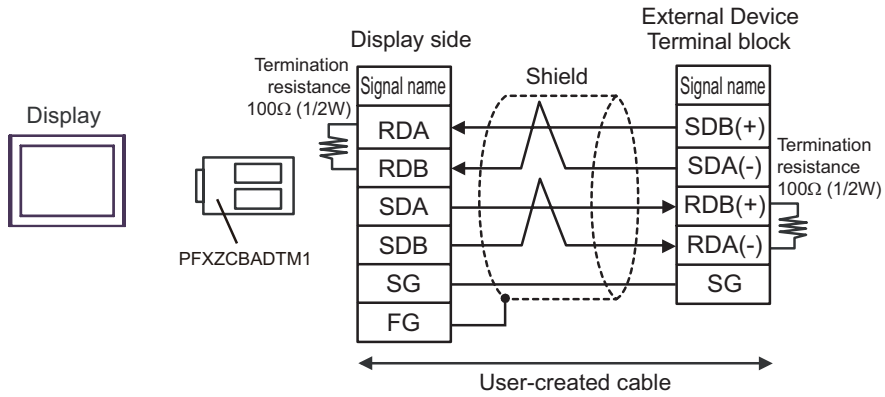 Display
PFXZCBADTM1
Display side
Termination
resistance
100Ω (1/2W)
Signal name
RDA
RDB
SDA
SDB
SG
FG
Shield
External Device
Terminal block
Signal name
SDB(+)
SDA(-)
RDB(+)
RDA(-)
SG
Termination
resistance
100Ω (1/2W)
User-created cable